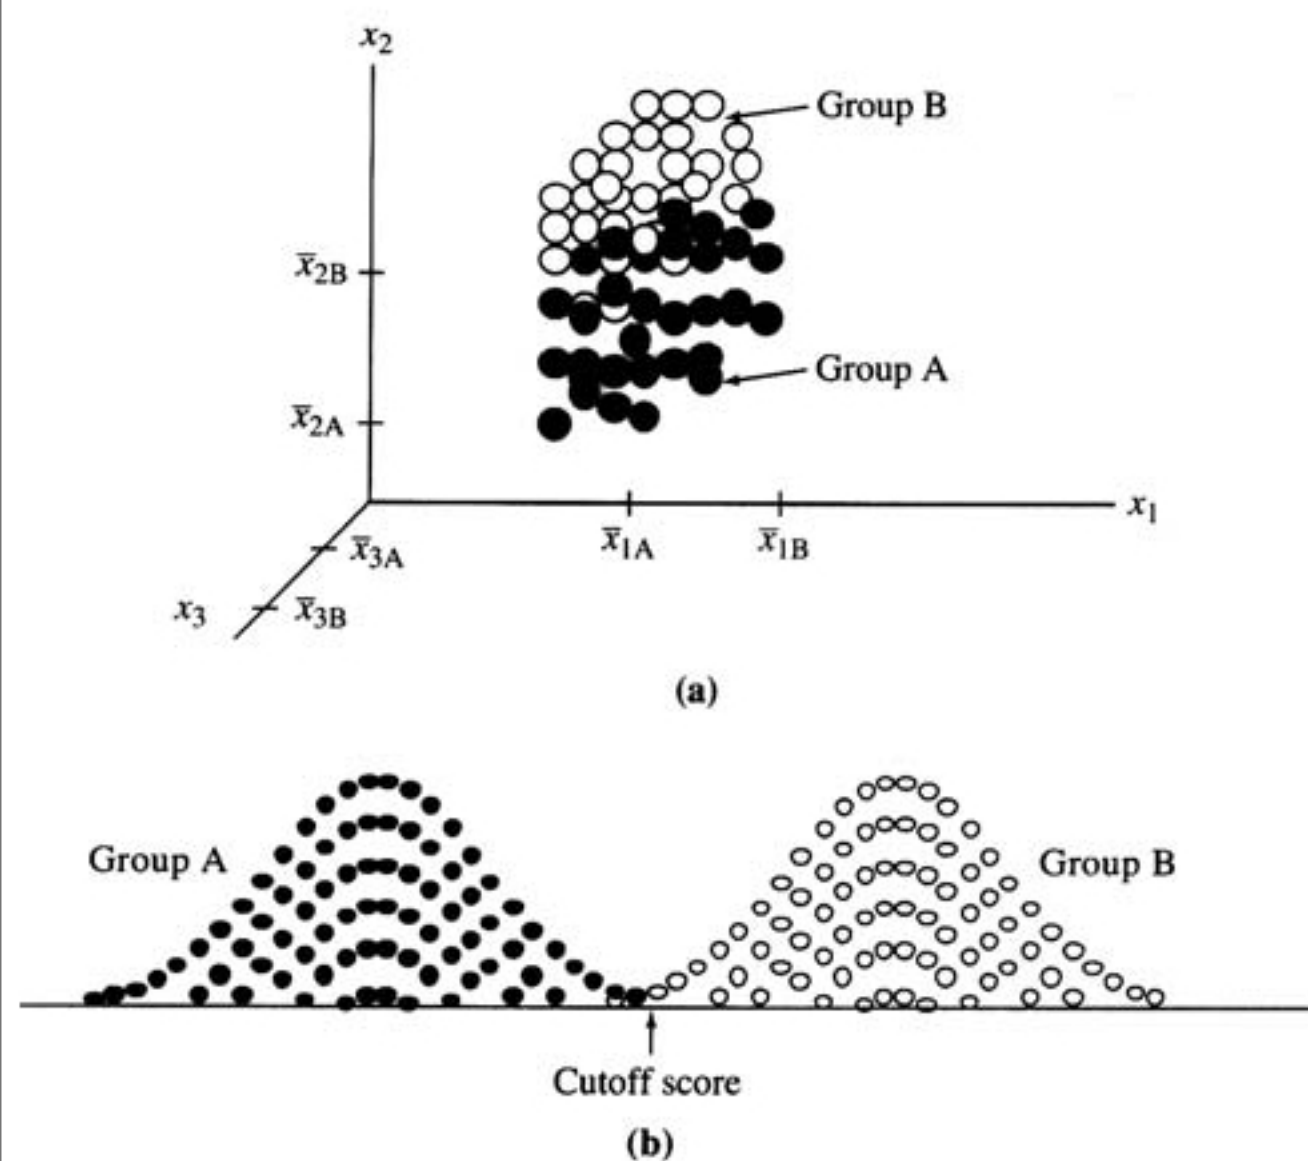 x₂
Group B
x̅₂B
Group A
x̅₂A
x₁
x̅₁A x̅₁B
x̅₃A
x₃ x̅₃B
(a)
Group A
Group B
Cutoff score
(b)